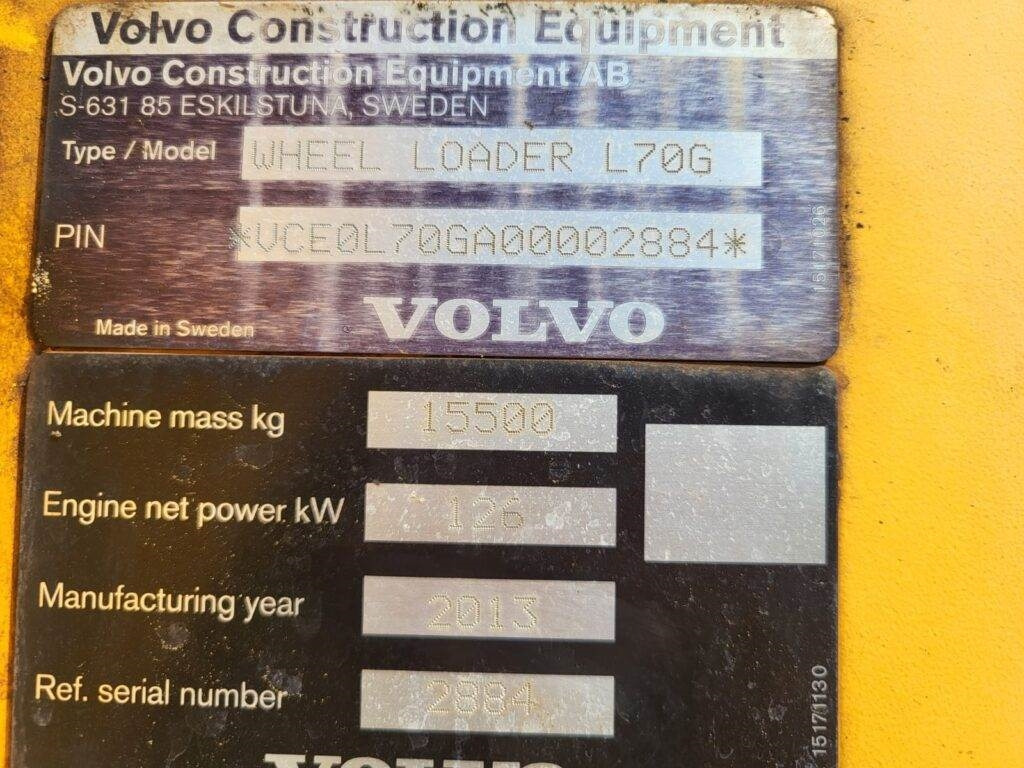 Volvo Construction Equipment
Volvo Construction Equipment AB
S-631 85 ESKILSTUNA, SWEDEN
Type / Model WHEEL LOADER L70G
PIN *VCE0L70GA00002884*
15171026
Made in Sweden VOLVO
Machine mass kg 15500
Engine net power kW 126
Manufacturing year 2013
Ref. serial number 2884
15171130
VOLVO